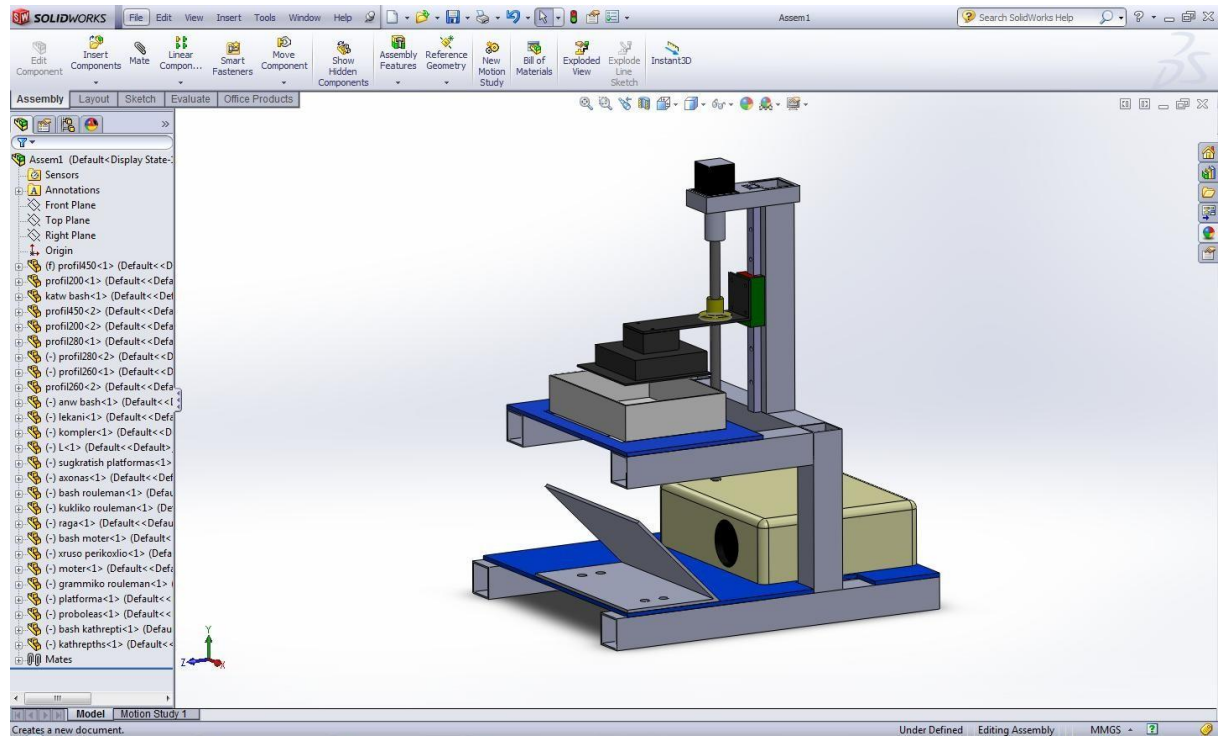 SOLIDWORKS File Edit View Insert Tools Window Help Assem1 Search SolidWorks Help
Edit Component
Insert Components
Mate
Linear Compon...
Smart Fasteners
Move Component
Show Hidden Components
Assembly Features
Reference Geometry
New Motion Study
Bill of Materials
Exploded View
Explode Line Sketch
Instant3D
Assembly Layout Sketch Evaluate Office Products
Assem1 (Default<Display State-
Sensors
Annotations
Front Plane
Top Plane
Right Plane
Origin
(f) profil450<1> (Default<<D
profil200<1> (Default<<Defa
katw bash<1> (Default<<Def
profil450<2> (Default<<Defa
profil200<2> (Default<<Defa
profil280<1> (Default<<Defa
(-) profil280<2> (Default<<D
(-) profil260<1> (Default<<D
profil260<2> (Default<<Defa
(-) anw bash<1> (Default<<
(-) lekani<1> (Default<<Defa
(-) kompler<1> (Default<<D
(-) L<1> (Default<<Default>
(-) sugkratish platformas<1>
(-) axonas<1> (Default<<Def
(-) bash rouleman<1> (Defau
(-) kukliko rouleman<1> (De
(-) raga<1> (Default<<Defau
(-) bash moter<1> (Default<
(-) xruso perikoxlio<1> (Defa
(-) moter<1> (Default<<Defa
(-) grammiko rouleman<1> (
(-) platforma<1> (Default<<
(-) proboleas<1> (Default<<
(-) bash kathrepti<1> (Defau
(-) kathrepths<1> (Default<<
Mates
Y
Z X
Model Motion Study 1
Creates a new document. Under Defined Editing Assembly MMGS